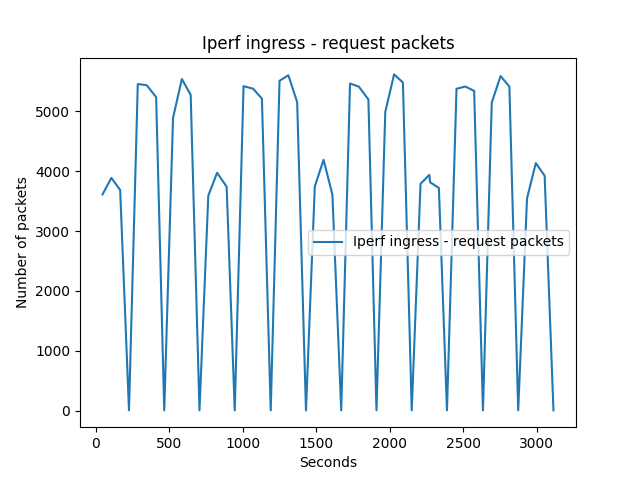 Iperf ingress - request packets
Number of packets
5000
4000
3000
2000
1000
0
Iperf ingress - request packets
0 500 1000 1500 2000 2500 3000
Seconds